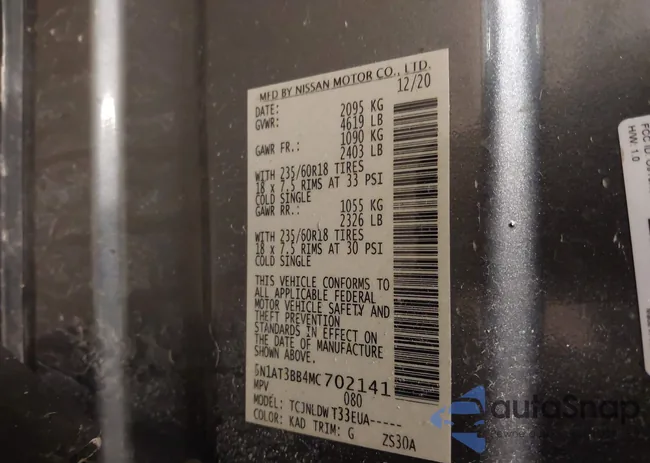 MFD BY NISSAN MOTOR CO., LTD.
DATE: 12/20
GVWR: 2095 KG
4619 LB
GAWR FR.: 1090 KG
2403 LB
WITH 235/60R18 TIRES
18 x 7.5 RIMS AT 33 PSI
COLD SINGLE
GAWR RR.: 1055 KG
2326 LB
WITH 235/60R18 TIRES
18 x 7.5 RIMS AT 30 PSI
COLD SINGLE
THIS VEHICLE CONFORMS TO
ALL APPLICABLE FEDERAL
MOTOR VEHICLE SAFETY AND
THEFT PREVENTION
STANDARDS IN EFFECT ON
THE DATE OF MANUFACTURE
SHOWN ABOVE.
5N1AT3BB4MC702141
MPV 080
MODEL: TCJNLDW T33EUA-----
COLOR: KAD TRIM: G ZS30A
FCC ID
H/W: 1.0
autoSnap